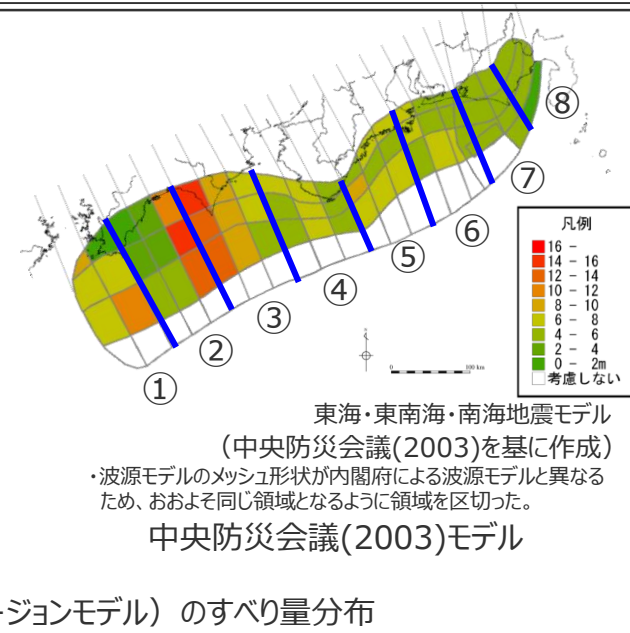 ⑧
⑦
⑥
⑤
④
③
②
①
凡例
16 -
14 - 16
12 - 14
10 - 12
8 - 10
6 - 8
4 - 6
2 - 4
0 - 2m
考慮しない
0 100 km
東海・東南海・南海地震モデル
(中央防災会議(2003)を基に作成)
・波源モデルのメッシュ形状が内閣府による波源モデルと異なる
ため、おおよそ同じ領域となるように領域を区切った。
中央防災会議(2003)モデル
ージョンモデル)のすべり量分布